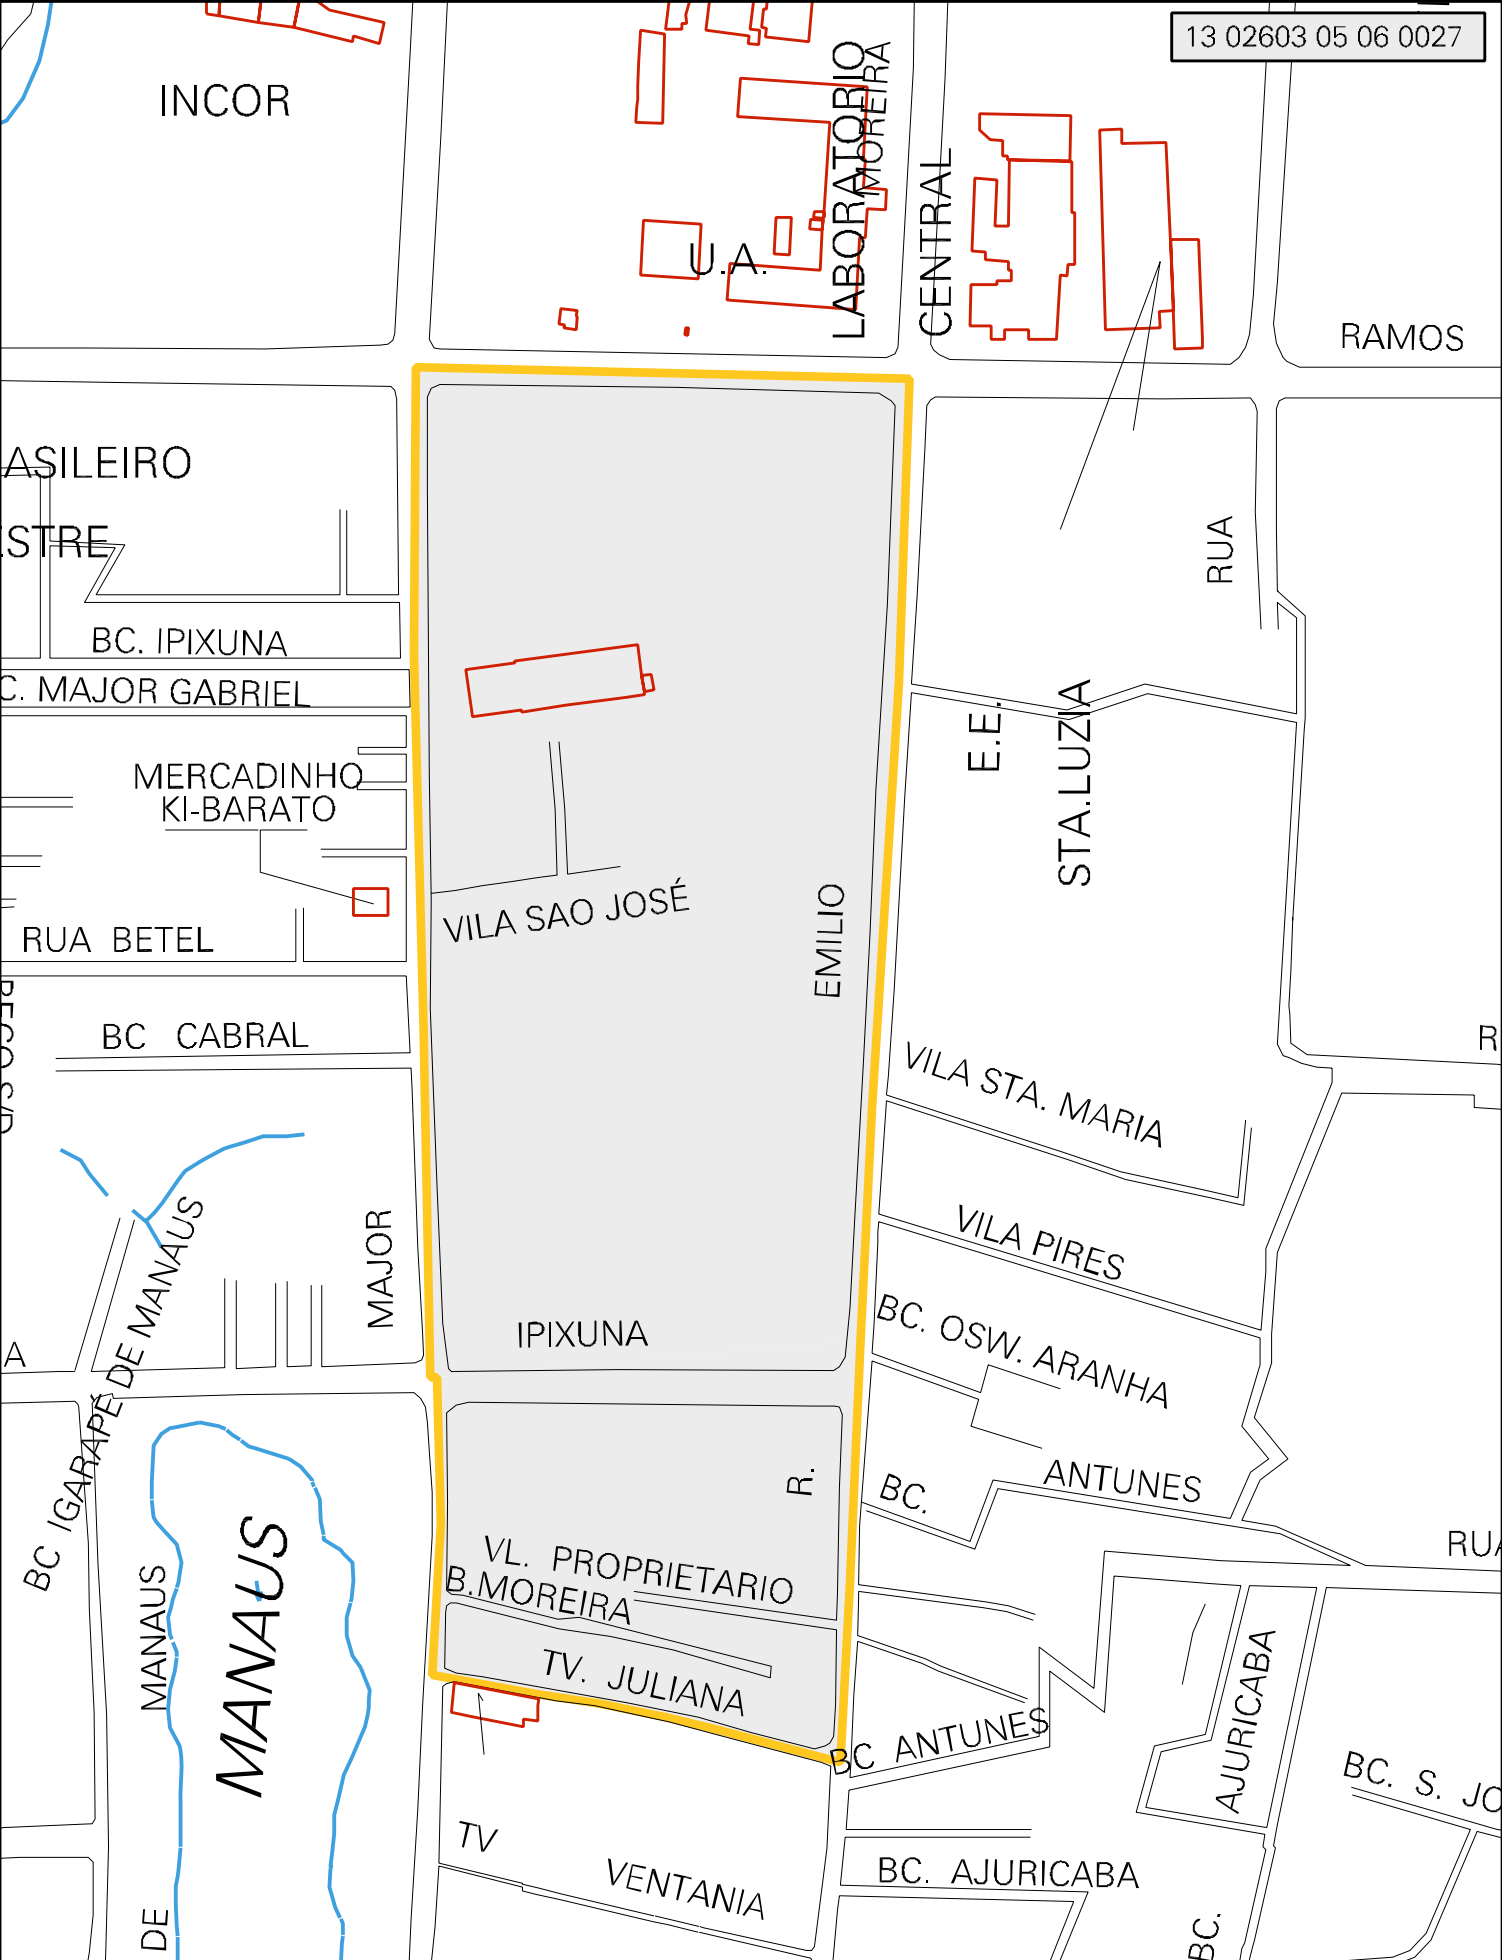 13 02603 05 06 0027
INCOR
LABORATORIO
MOREIRA
CENTRAL
U.A.
RAMOS
ASILEIRO
ESTRE
RUA
BC. IPIXUNA
C. MAJOR GABRIEL
E.E.
STA.LUZIA
MERCADINHO
KI-BARATO
VILA SAO JOSÉ
EMILIO
RUA BETEL
BC CABRAL
R
VILA STA. MARIA
MAJOR
VILA PIRES
BC IGARAPÉ DE MANAUS
IPIXUNA
BC. OSW. ARANHA
A
R.
BC. ANTUNES
RUA
VL. PROPRIETARIO
B.MOREIRA
TV. JULIANA
MANAUS
MANAUS
AJURICABA
BC ANTUNES
BC. S. JO
TV VENTANIA
BC. AJURICABA
DE
BC.